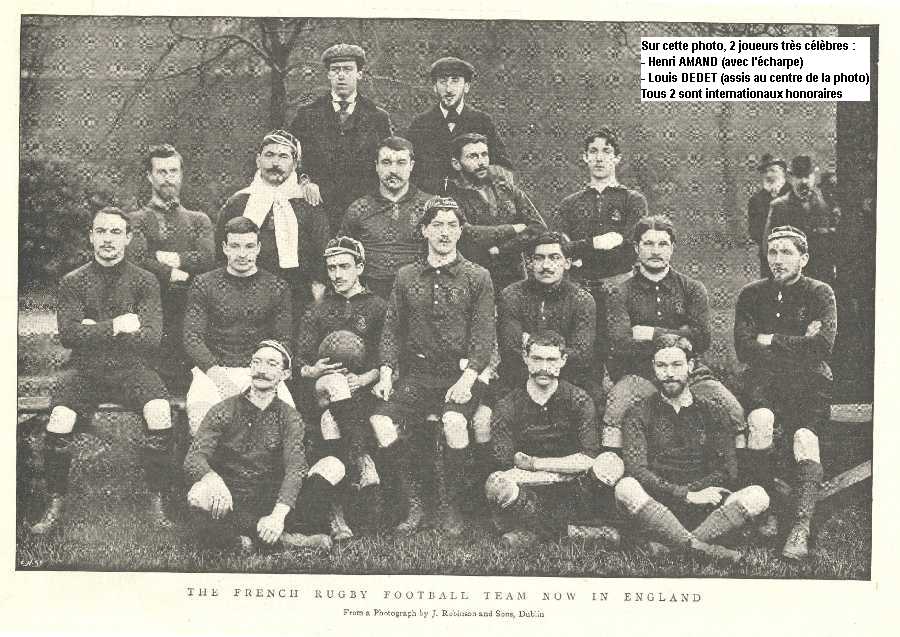 Sur cette photo, 2 joueurs très célèbres :
- Henri AMAND (avec l'écharpe)
- Louis DEDET (assis au centre de la photo)
Tous 2 sont internationaux honoraires
THE FRENCH RUGBY FOOTBALL TEAM NOW IN ENGLAND
From a Photograph by J. Robinson and Sons, Dublin